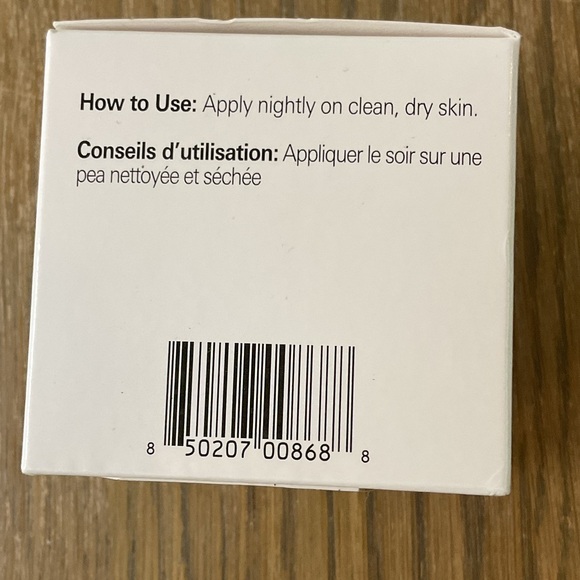 How to Use: Apply nightly on clean, dry skin.
Conseils d'utilisation: Appliquer le soir sur une
pea nettoyée et séchée
8 50207 00868 8